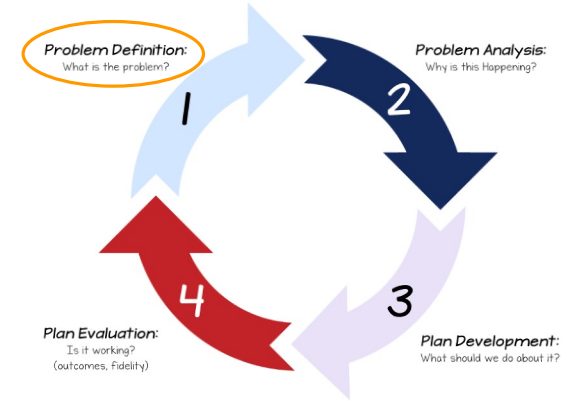 Problem Definition:
What is the problem?
1
Problem Analysis:
Why is this Happening?
2
3
Plan Development:
What should we do about it?
4
Plan Evaluation:
Is it working?
(outcomes, fidelity)